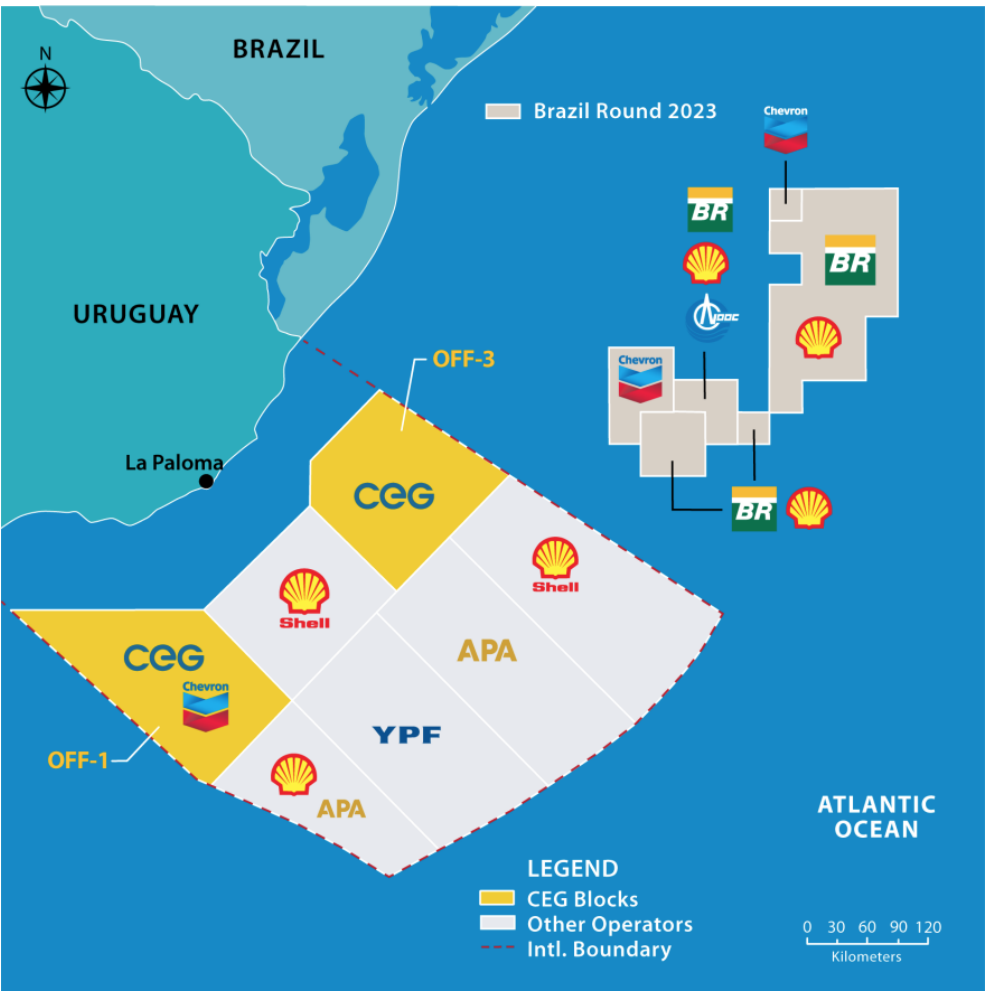 N
BRAZIL
Brazil Round 2023
Chevron
BR
BR
CNOOC
URUGUAY
OFF-3
Chevron
La Paloma
CEG
BR
Shell
Shell
CEG
APA
Chevron
YPF
OFF-1
APA
ATLANTIC
OCEAN
LEGEND
CEG Blocks
Other Operators
Intl. Boundary
0 30 60 90 120
Kilometers